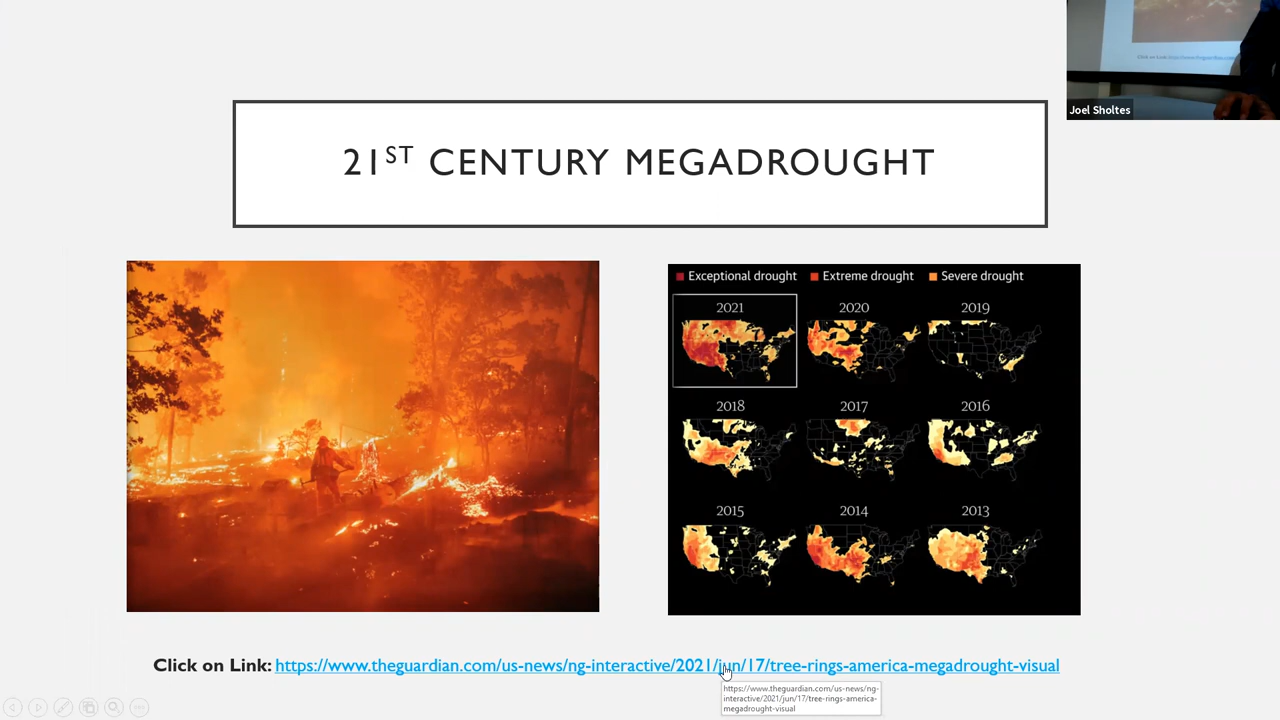 Joel Sholtes
21ST CENTURY MEGADROUGHT
Exceptional drought Extreme drought Severe drought
2021 2020 2019
2018 2017 2016
2015 2014 2013
Click on Link: https://www.theguardian.com/us-news/ng-interactive/2021/jun/17/tree-rings-america-megadrought-visual
https://www.theguardian.com/us-news/ng-
interactive/2021/jun/17/tree-rings-america-
megadrought-visual